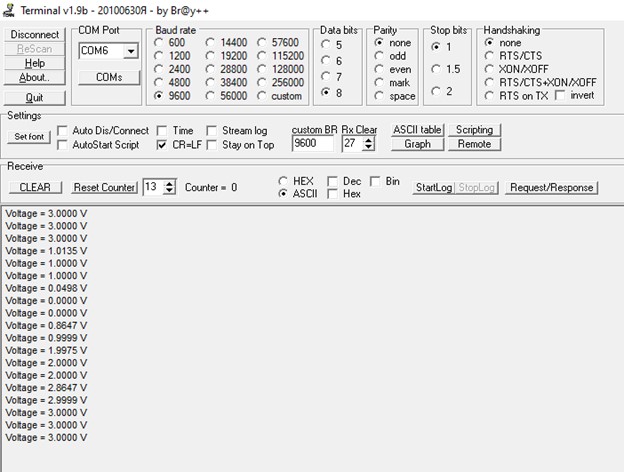 Terminal v1.9b - 20100630Я - by Br@y++
Disconnect
ReScan
Help
About..
Quit
COM Port
COM6
COMs
Baud rate
600 14400 57600
1200 19200 115200
2400 28800 128000
4800 38400 256000
9600 56000 custom
Data bits
5
6
7
8
Parity
none
odd
even
mark
space
Stop bits
1
1.5
2
Handshaking
none
RTS/CTS
XON/XOFF
RTS/CTS+XON/XOFF
RTS on TX invert
Settings
Set font
Auto Dis/Connect Time Stream log
AutoStart Script CR=LF Stay on Top
custom BR Rx Clear
9600 27
ASCII table Scripting
Graph Remote
Receive
CLEAR Reset Counter 13 Counter = 0
HEX Dec Bin
ASCII Hex
StartLog StopLog Request/Response
Voltage = 3.0000 V
Voltage = 3.0000 V
Voltage = 3.0000 V
Voltage = 1.0135 V
Voltage = 1.0000 V
Voltage = 1.0000 V
Voltage = 0.0498 V
Voltage = 0.0000 V
Voltage = 0.0000 V
Voltage = 0.8647 V
Voltage = 0.9999 V
Voltage = 1.9975 V
Voltage = 2.0000 V
Voltage = 2.0000 V
Voltage = 2.8647 V
Voltage = 2.9999 V
Voltage = 3.0000 V
Voltage = 3.0000 V
Voltage = 3.0000 V